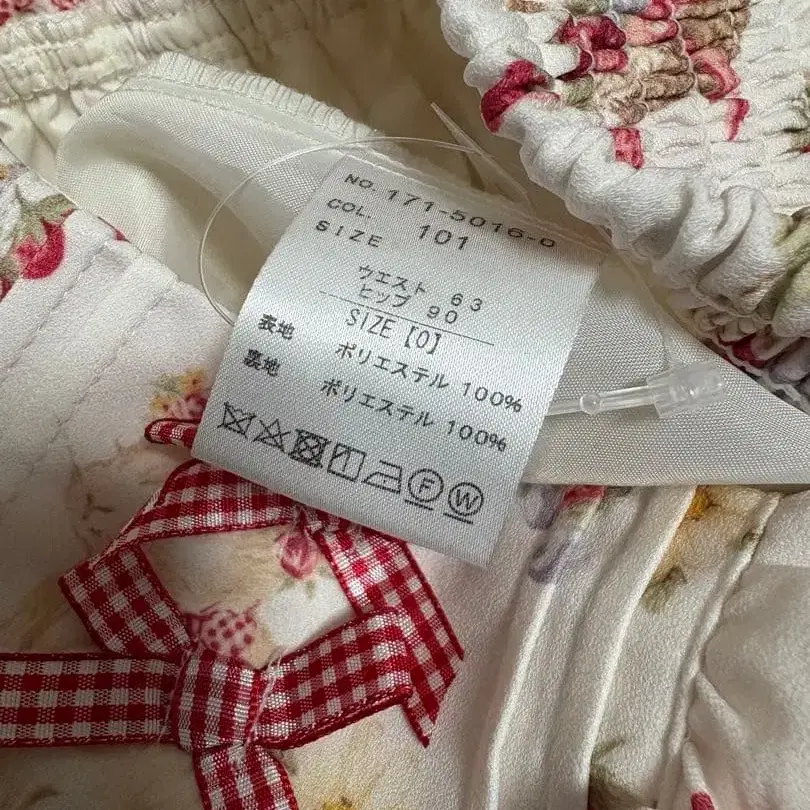 NO. 171-5016-0
COL. 101
SIZE
ウエスト 63
ヒップ 90
SIZE [0]
表地 ポリエステル 100%
裏地 ポリエステル 100%
F W